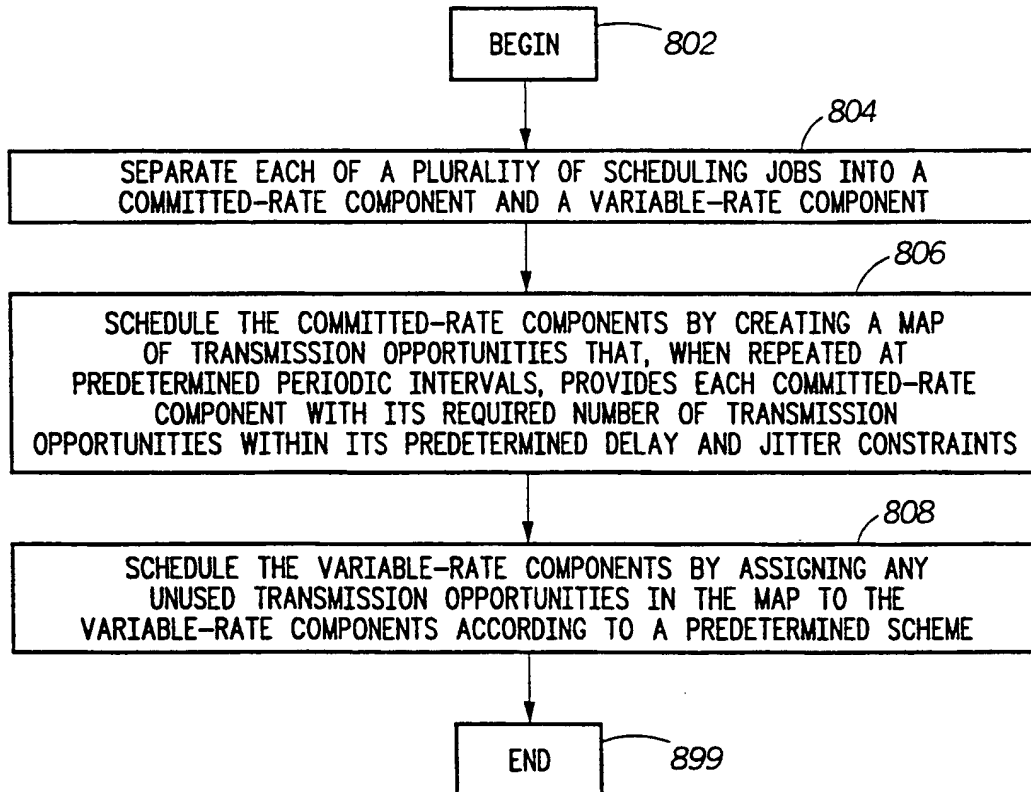 BEGIN
802
804
SEPARATE EACH OF A PLURALITY OF SCHEDULING JOBS INTO A
COMMITTED-RATE COMPONENT AND A VARIABLE-RATE COMPONENT
806
SCHEDULE THE COMMITTED-RATE COMPONENTS BY CREATING A MAP
OF TRANSMISSION OPPORTUNITIES THAT, WHEN REPEATED AT
PREDETERMINED PERIODIC INTERVALS, PROVIDES EACH COMMITTED-RATE
COMPONENT WITH ITS REQUIRED NUMBER OF TRANSMISSION
OPPORTUNITIES WITHIN ITS PREDETERMINED DELAY AND JITTER CONSTRAINTS
808
SCHEDULE THE VARIABLE-RATE COMPONENTS BY ASSIGNING ANY
UNUSED TRANSMISSION OPPORTUNITIES IN THE MAP TO THE
VARIABLE-RATE COMPONENTS ACCORDING TO A PREDETERMINED SCHEME
END
899